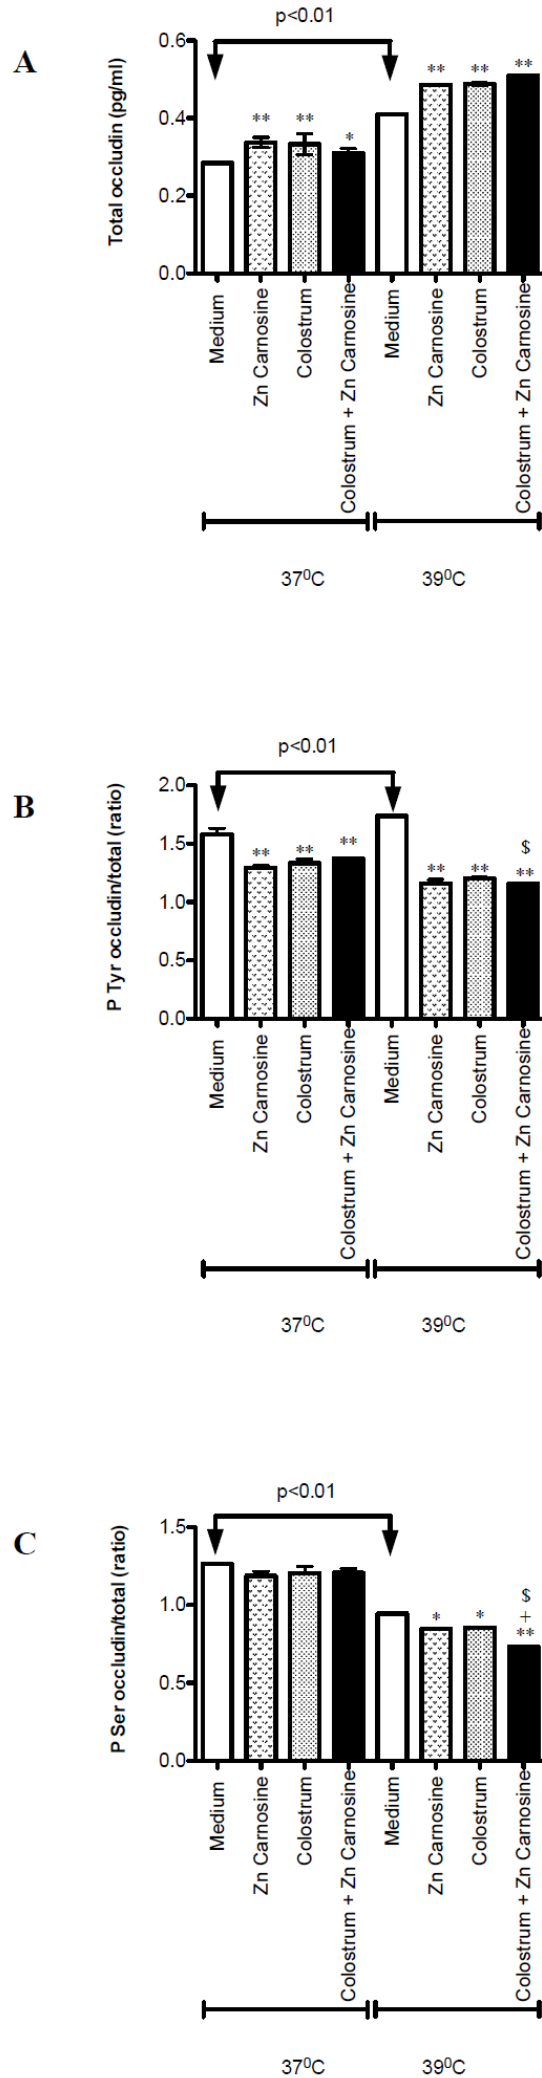 A
p<0.01
Total occludin (pg/ml)
0.6
0.4
0.2
0.0
**
**
*
**
**
**
Medium
Zn Carnosine
Colostrum
Colostrum + Zn Carnosine
Medium
Zn Carnosine
Colostrum
Colostrum + Zn Carnosine
37⁰C
39⁰C
B
p<0.01
P Tyr occludin/total (ratio)
2.0
1.5
1.0
0.5
0.0
**
**
**
**
**
$
**
Medium
Zn Carnosine
Colostrum
Colostrum + Zn Carnosine
Medium
Zn Carnosine
Colostrum
Colostrum + Zn Carnosine
37⁰C
39⁰C
C
p<0.01
P Ser occludin/total (ratio)
1.5
1.0
0.5
0.0
*
*
$
+
**
Medium
Zn Carnosine
Colostrum
Colostrum + Zn Carnosine
Medium
Zn Carnosine
Colostrum
Colostrum + Zn Carnosine
37⁰C
39⁰C